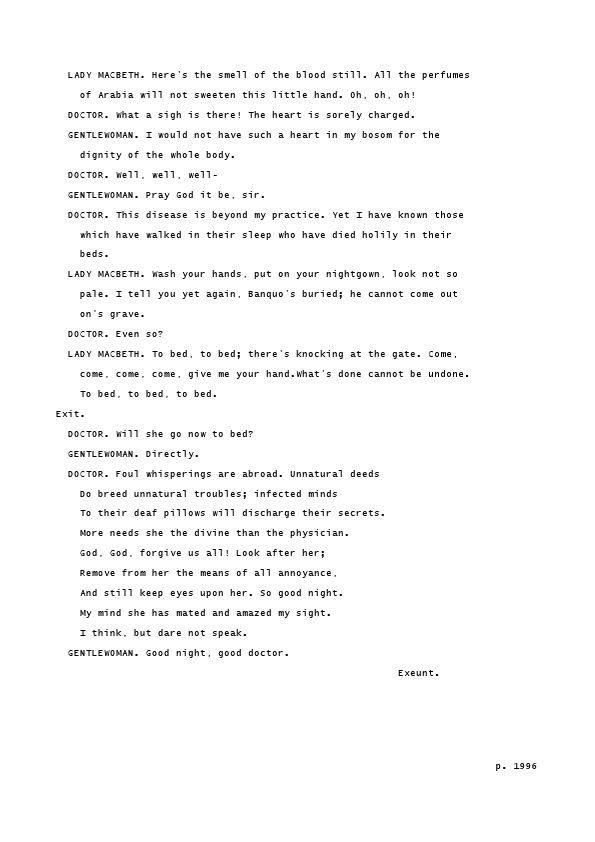 LADY MACBETH. Here's the smell of the blood still. All the perfumes
of Arabia will not sweeten this little hand. Oh, oh, oh!
DOCTOR. What a sigh is there! The heart is sorely charged.
GENTLEWOMAN. I would not have such a heart in my bosom for the
dignity of the whole body.
DOCTOR. Well, well, well-
GENTLEWOMAN. Pray God it be, sir.
DOCTOR. This disease is beyond my practice. Yet I have known those
which have walked in their sleep who have died holily in their
beds.
LADY MACBETH. Wash your hands, put on your nightgown, look not so
pale. I tell you yet again, Banquo's buried; he cannot come out
on's grave.
DOCTOR. Even so?
LADY MACBETH. To bed, to bed; there's knocking at the gate. Come,
come, come, come, give me your hand.What's done cannot be undone.
To bed, to bed, to bed.
Exit.
DOCTOR. Will she go now to bed?
GENTLEWOMAN. Directly.
DOCTOR. Foul whisperings are abroad. Unnatural deeds
Do breed unnatural troubles; infected minds
To their deaf pillows will discharge their secrets.
More needs she the divine than the physician.
God, God, forgive us all! Look after her;
Remove from her the means of all annoyance,
And still keep eyes upon her. So good night.
My mind she has mated and amazed my sight.
I think, but dare not speak.
GENTLEWOMAN. Good night, good doctor.
Exeunt.
p. 1996